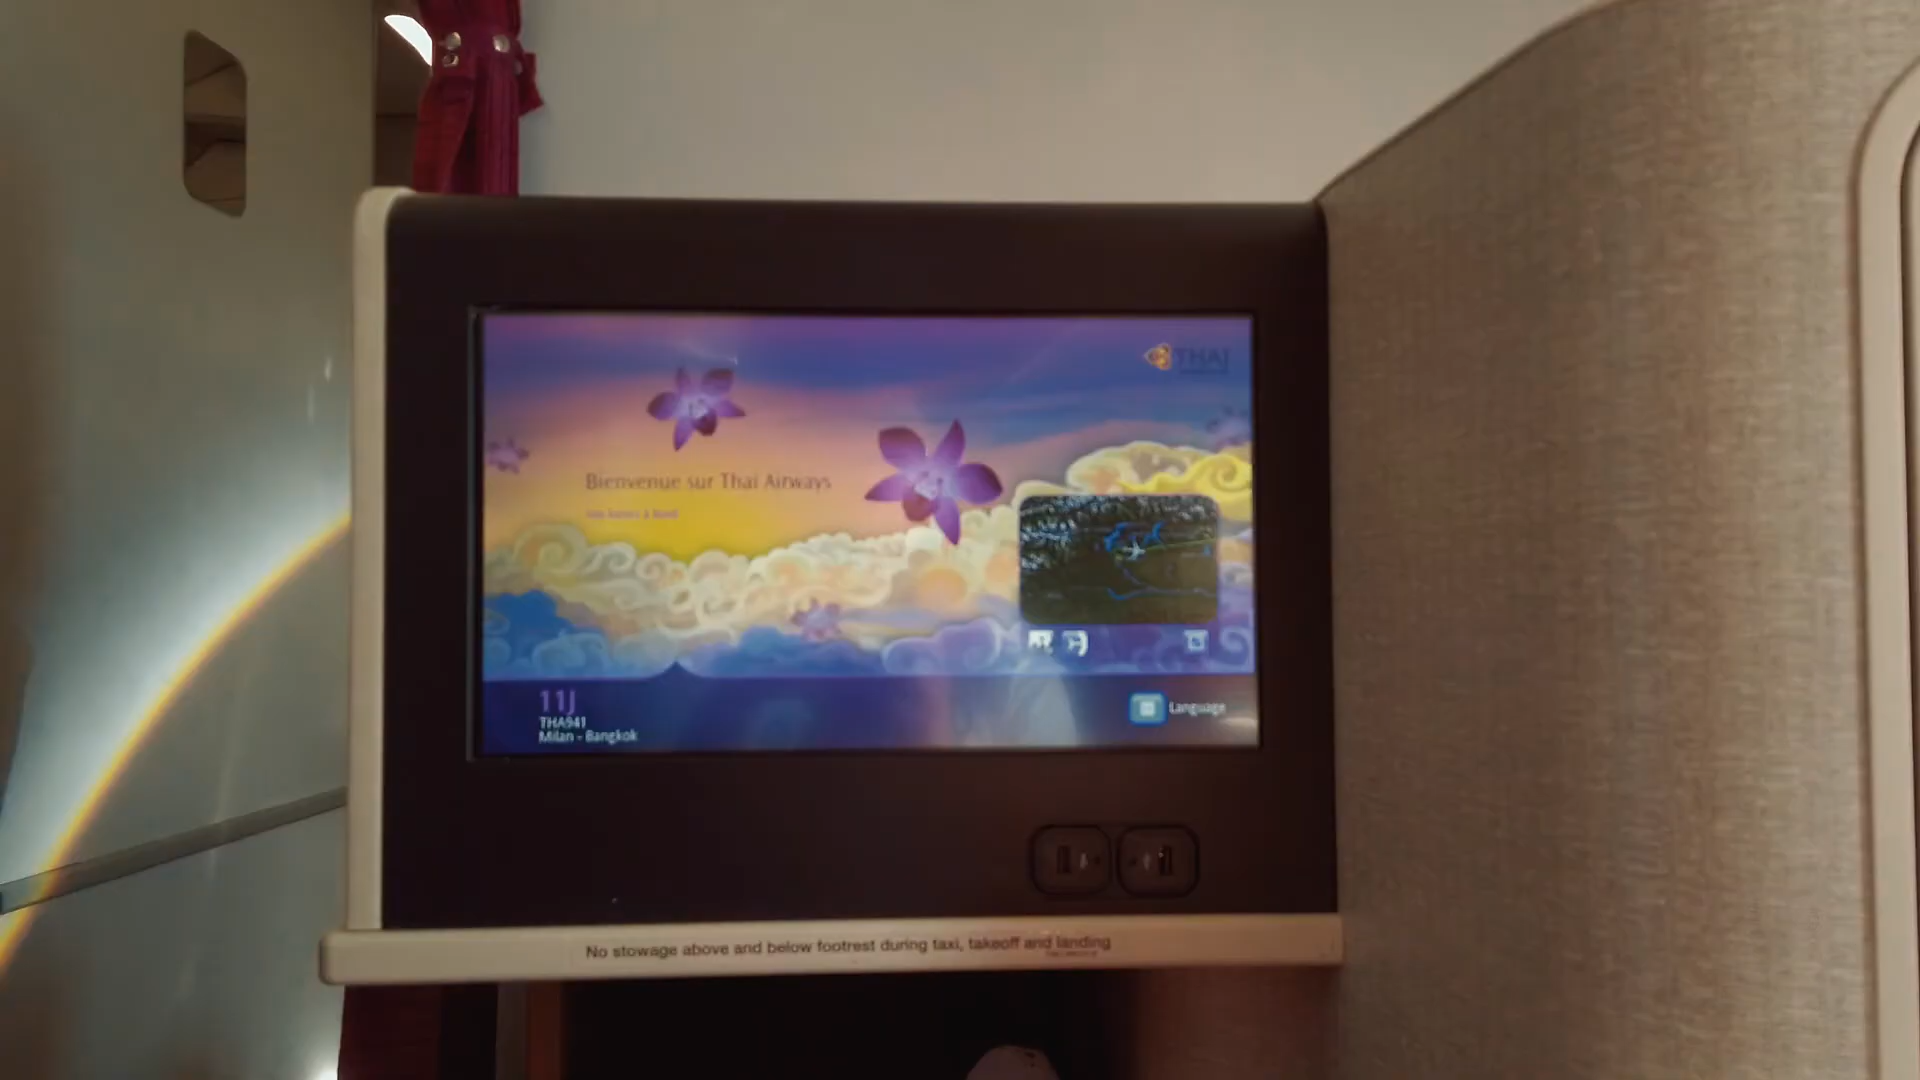 THAI
Bienvenue sur Thai Airways
11J
THA941
Milan - Bangkok
Language
No stowage above and below footrest during taxi, takeoff and landing